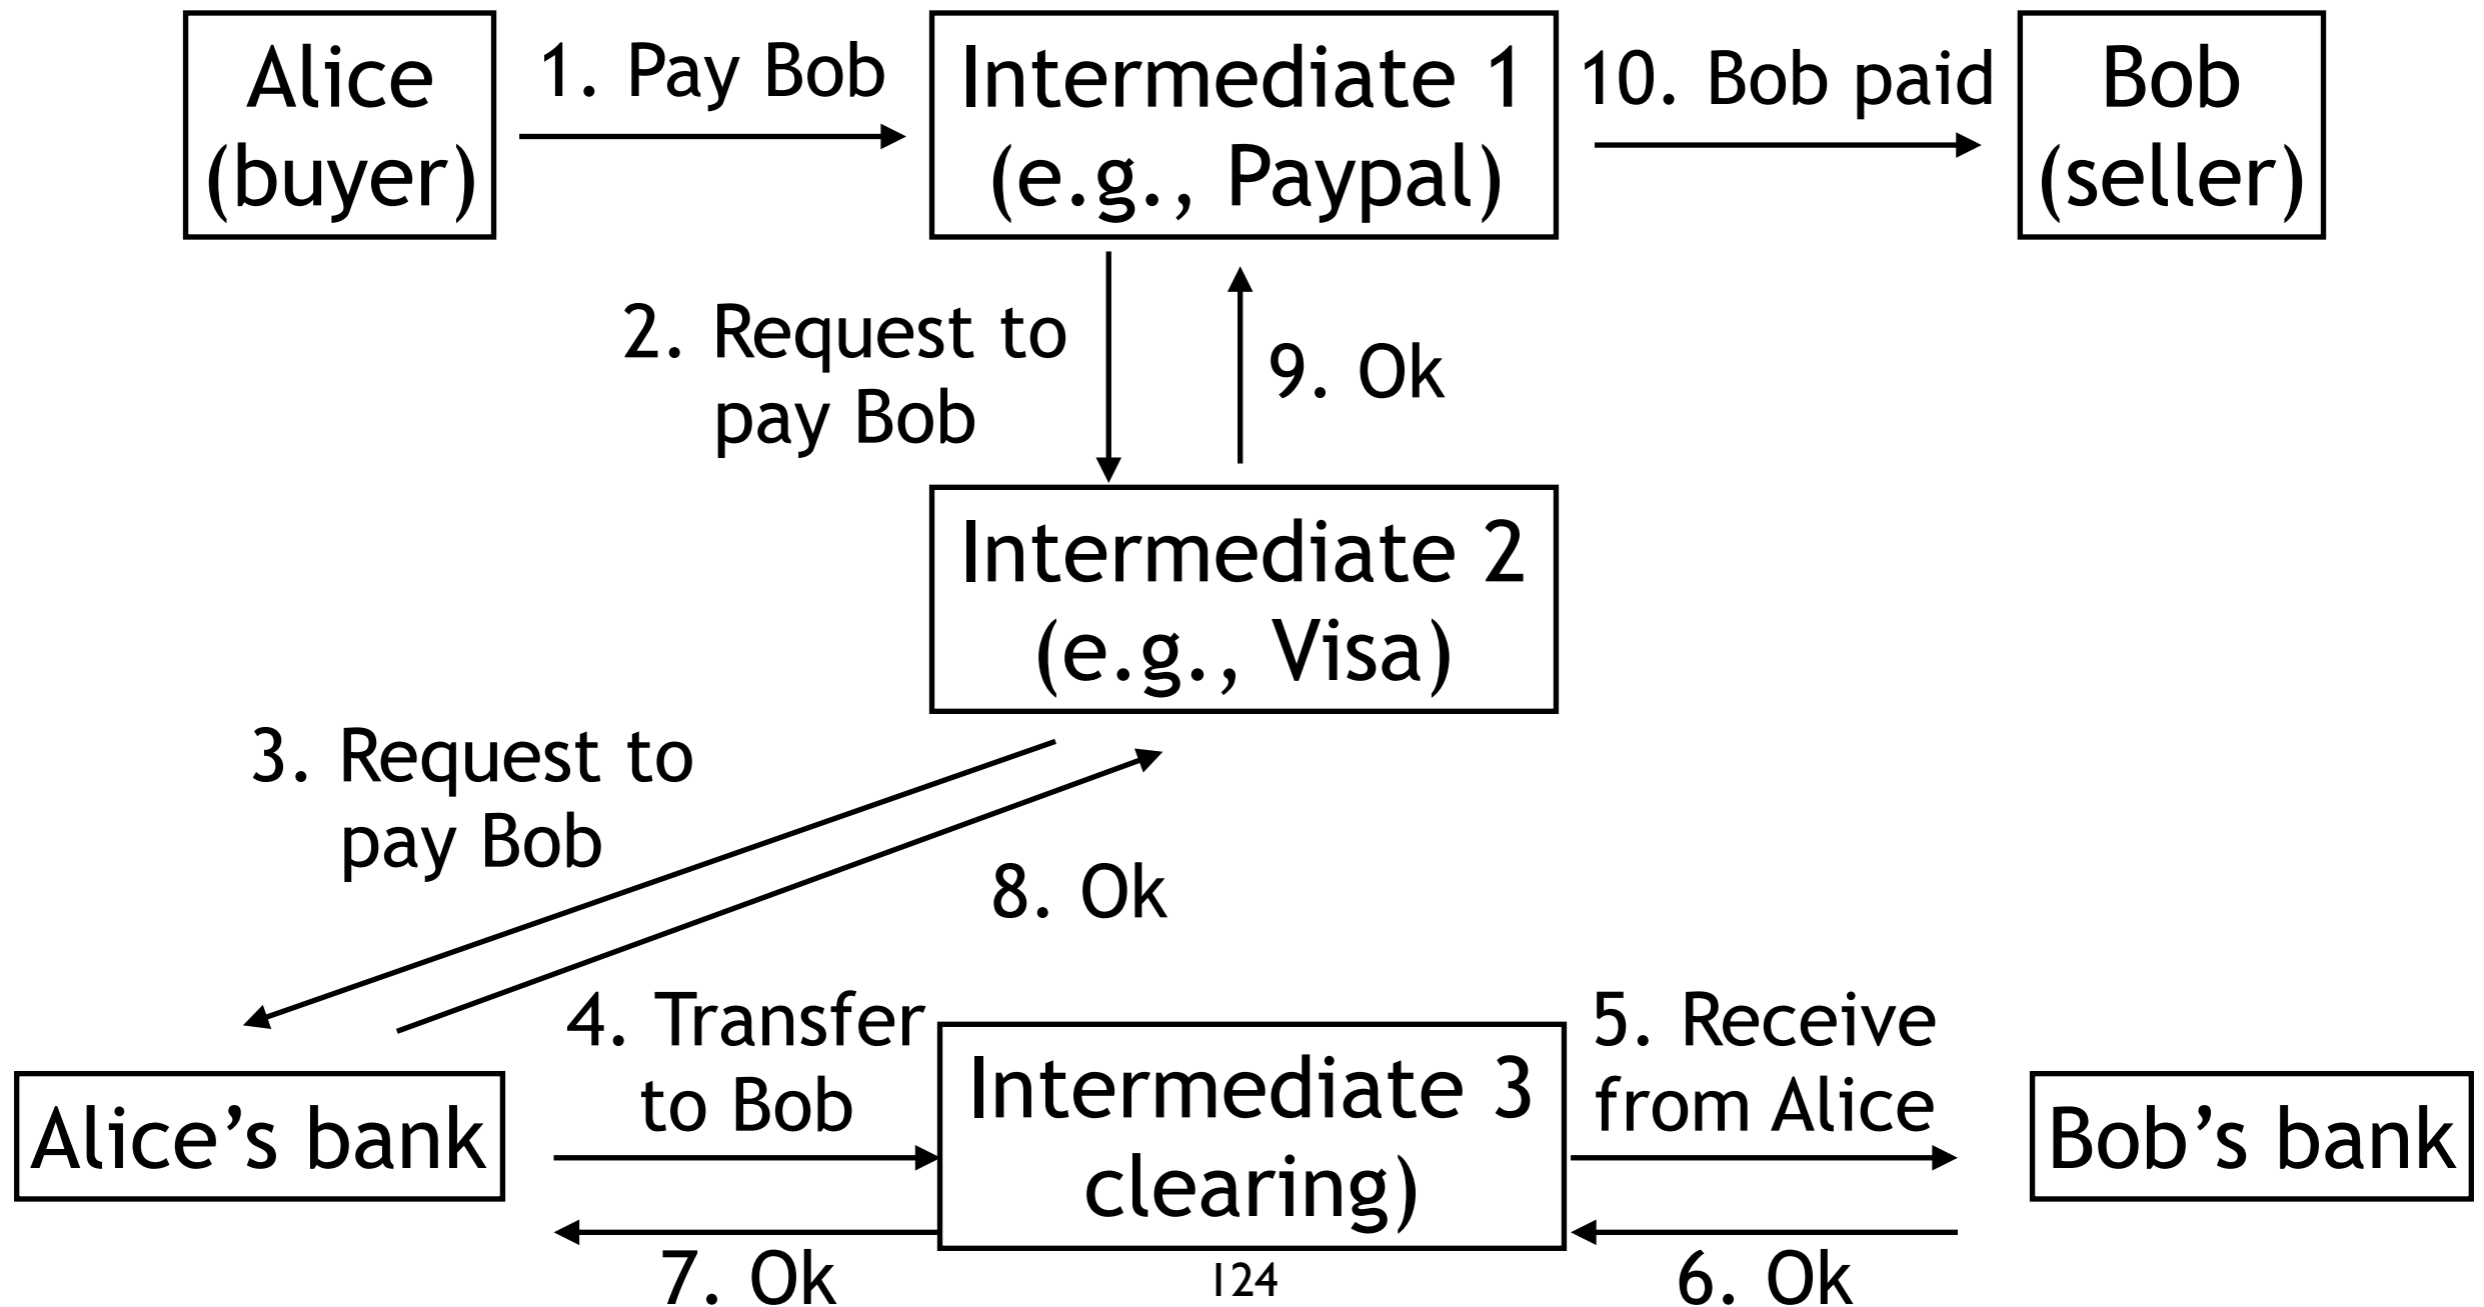 Alice
(buyer)
1. Pay Bob
Intermediate 1
(e.g., Paypal)
10. Bob paid
Bob
(seller)
2. Request to
pay Bob
9. Ok
Intermediate 2
(e.g., Visa)
3. Request to
pay Bob
8. Ok
Alice’s bank
4. Transfer
to Bob
7. Ok
Intermediate 3
clearing)
5. Receive
from Alice
6. Ok
Bob’s bank
124